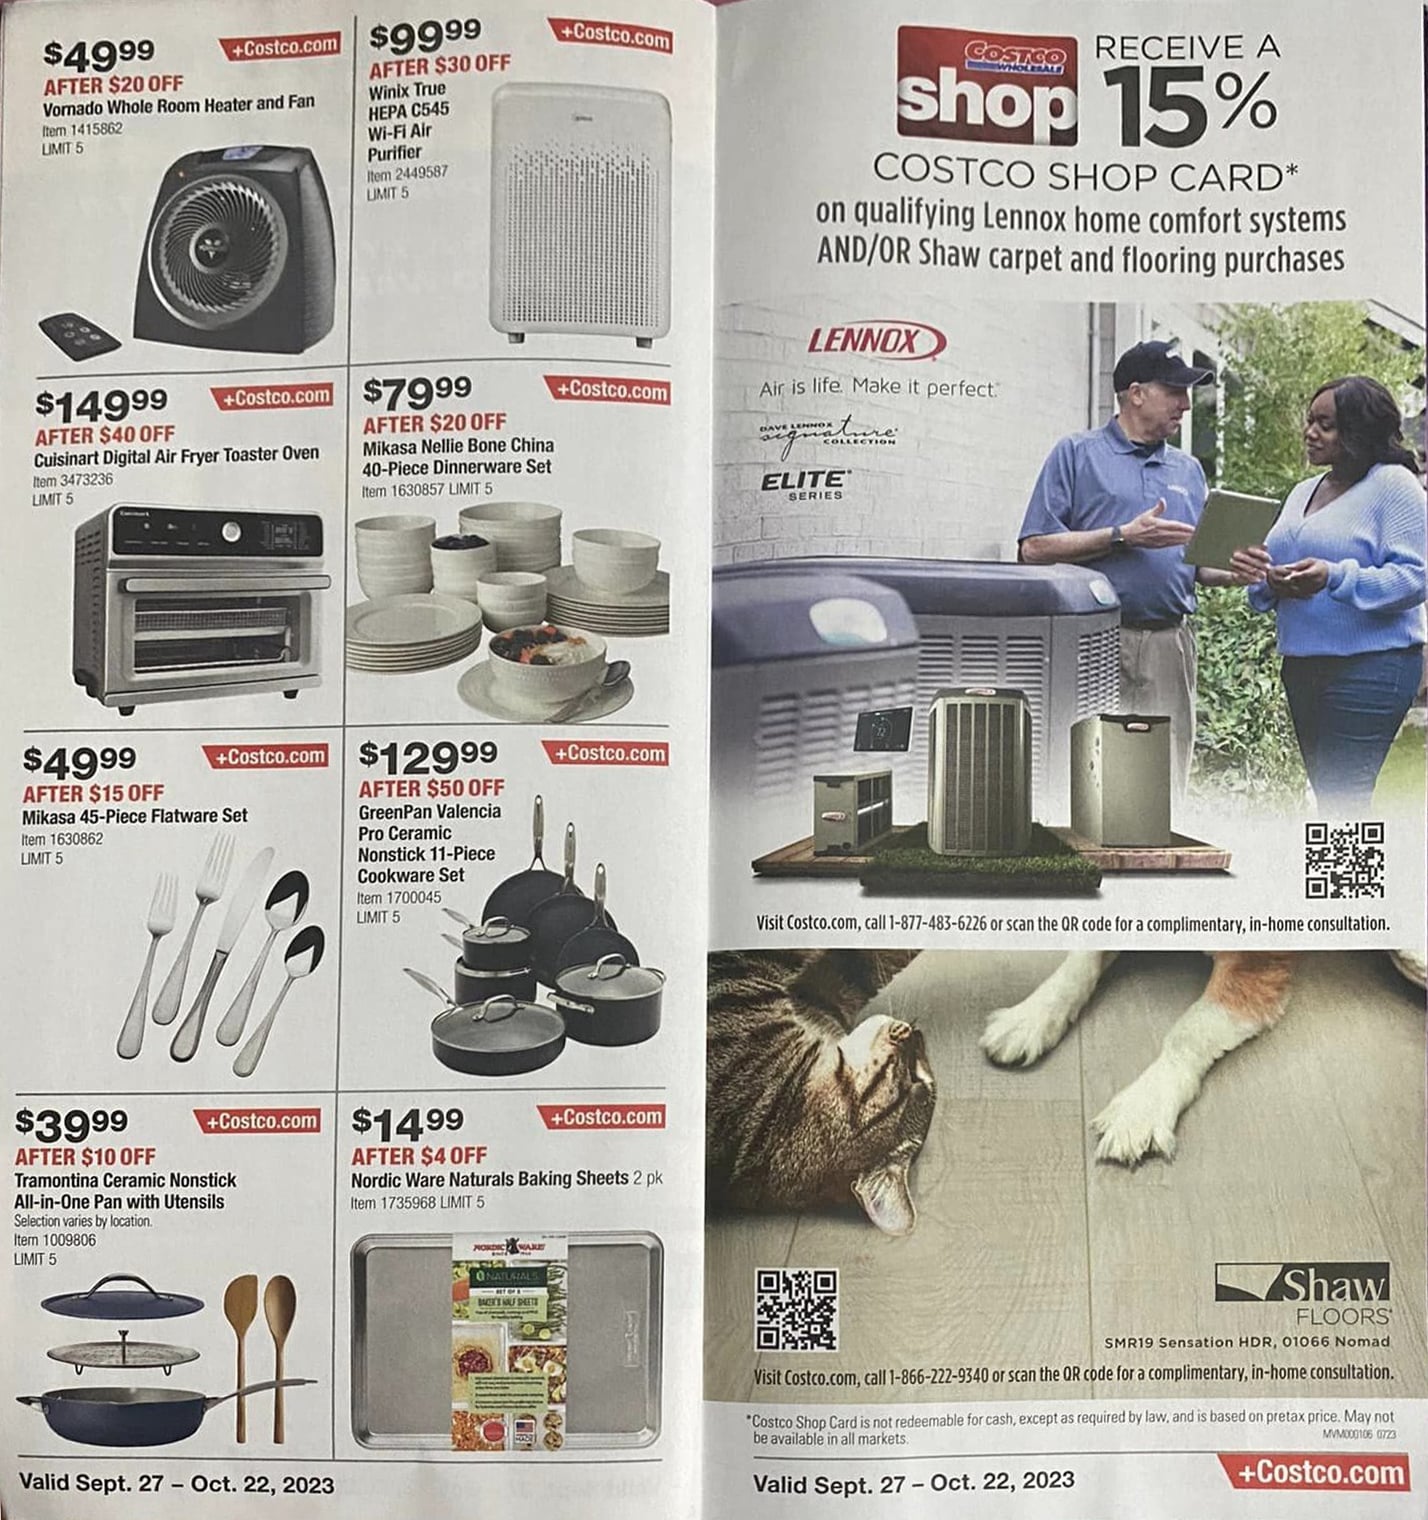 $49.99
+Costco.com
AFTER $20 OFF
Vornado Whole Room Heater and Fan
Item 1415862
LIMIT 5
$99.99
+Costco.com
AFTER $30 OFF
Winix True
HEPA C545
Wi-Fi Air
Purifier
Item 2449587
LIMIT 5
$149.99
+Costco.com
AFTER $40 OFF
Cuisinart Digital Air Fryer Toaster Oven
Item 3473236
LIMIT 5
Cuisinart
$79.99
+Costco.com
AFTER $20 OFF
Mikasa Nellie Bone China
40-Piece Dinnerware Set
Item 1630857 LIMIT 5
$49.99
+Costco.com
AFTER $15 OFF
Mikasa 45-Piece Flatware Set
Item 1630862
LIMIT 5
$129.99
+Costco.com
AFTER $50 OFF
GreenPan Valencia
Pro Ceramic
Nonstick 11-Piece
Cookware Set
Item 1700045
LIMIT 5
$39.99
+Costco.com
AFTER $10 OFF
Tramontina Ceramic Nonstick
All-in-One Pan with Utensils
Selection varies by location.
Item 1009806
LIMIT 5
$14.99
+Costco.com
AFTER $4 OFF
Nordic Ware Naturals Baking Sheets 2 pk
Item 1735968 LIMIT 5
NORDIC WARE
NATURALS
BAKER'S HALF SHEETS
Valid Sept. 27 – Oct. 22, 2023
COSTCO
WHOLESALE
shop
RECEIVE A
15%
COSTCO SHOP CARD*
on qualifying Lennox home comfort systems
AND/OR Shaw carpet and flooring purchases
LENNOX
Air is life. Make it perfect.
DAVE LENNOX
signature
COLLECTION
ELITE
SERIES
Visit Costco.com, call 1-877-483-6226 or scan the QR code for a complimentary, in-home consultation.
Shaw
FLOORS
SMR19 Sensation HDR, 01066 Nomad
Visit Costco.com, call 1-866-222-9340 or scan the QR code for a complimentary, in-home consultation.
*Costco Shop Card is not redeemable for cash, except as required by law, and is based on pretax price. May not
be available in all markets.
MVM000106 0723
Valid Sept. 27 – Oct. 22, 2023
+Costco.com